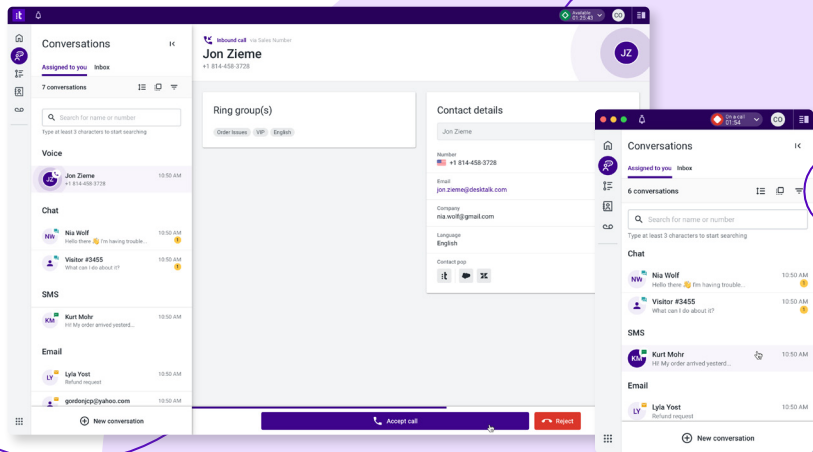 it
Available
01:25:43
CO
Conversations
Assigned to you Inbox
7 conversations
Search for name or number
Type at least 3 characters to start searching
Voice
JZ
Jon Zieme
10:50 AM
+1 814-458-3728
Chat
NW
Nia Wolf
10:50 AM
Hello there 👋 I'm having trouble...
1
Visitor #3455
10:50 AM
What can I do about it?
1
SMS
KM
Kurt Mohr
10:50 AM
Hi! My order arrived yesterd...
Email
LY
Lyla Yost
10:50 AM
Refund request
gordonjcp@yahoo.com
10:50 AM
New conversation
Inbound call via Sales Number
Jon Zieme
+1 814-458-3728
JZ
Ring group(s)
Order Issues VIP English
Contact details
Jon Zieme
Number
+1 814-458-3728
Email
jon.zieme@desktalk.com
Company
nia.wolf@gmail.com
Language
English
Contact pop
it
Accept call
Reject
On a call
01:54
CO
Conversations
Assigned to you Inbox
6 conversations
Search for name or number
Type at least 3 characters to start searching
Chat
NW
Nia Wolf
10:50 AM
Hello there 👋 I'm having trouble...
1
Visitor #3455
10:50 AM
What can I do about it?
1
SMS
KM
Kurt Mohr
10:50 AM
Hi! My order arrived yesterd...
Email
LY
Lyla Yost
10:50 AM
Refund request
New conversation